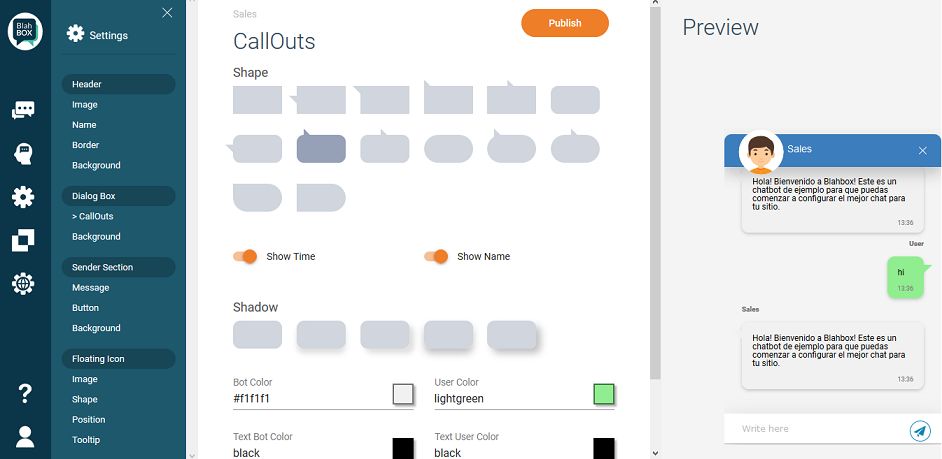 Blah
BOX
Settings
Header
Image
Name
Border
Background
Dialog Box
> CallOuts
Background
Sender Section
Message
Button
Background
Floating Icon
Image
Shape
Position
Tooltip
Sales
CallOuts
Publish
Shape
Show Time
Show Name
Shadow
Bot Color
#f1f1f1
User Color
lightgreen
Text Bot Color
black
Text User Color
black
Preview
Sales
Hola! Bienvenido a Blahbox! Este es un
chatbot de ejemplo para que puedas
comenzar a configurar el mejor chat para
tu sitio.
13:36
User
hi
13:36
Sales
Hola! Bienvenido a Blahbox! Este es un
chatbot de ejemplo para que puedas
comenzar a configurar el mejor chat para
tu sitio.
13:36
Write here